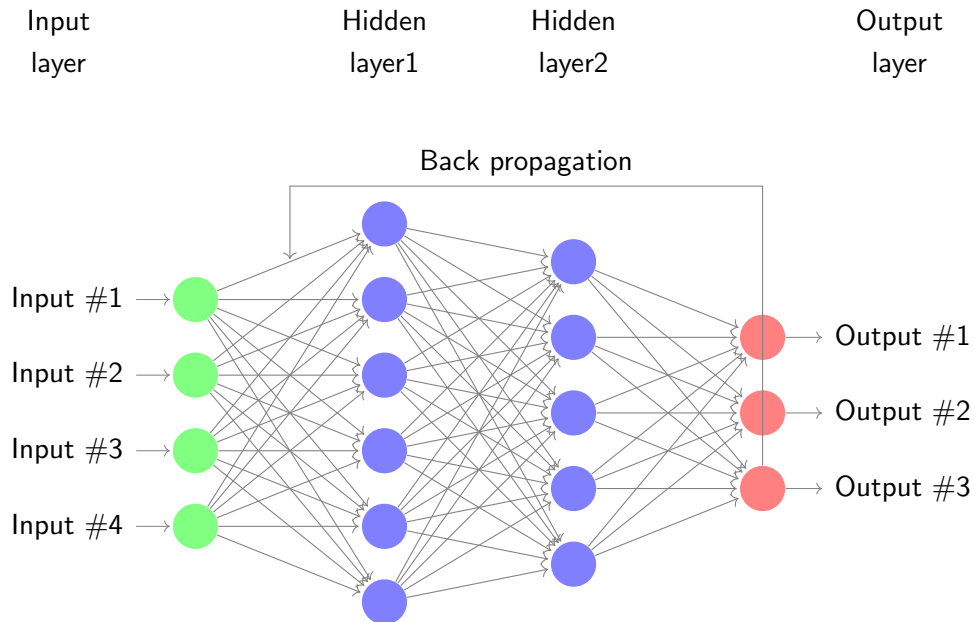 Input
layer
Hidden
layer1
Hidden
layer2
Output
layer
Back propagation
Input #1
Input #2
Input #3
Input #4
Output #1
Output #2
Output #3